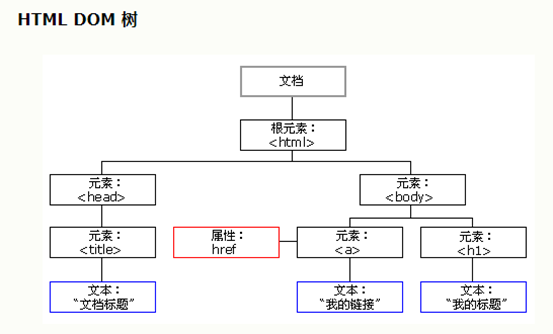 HTML DOM 树
文档
根元素：
<html>
元素：
<head>
元素：
<body>
元素：
<title>
属性：
href
元素：
<a>
元素：
<h1>
文本：
“文档标题”
文本：
“我的链接”
文本：
“我的标题”